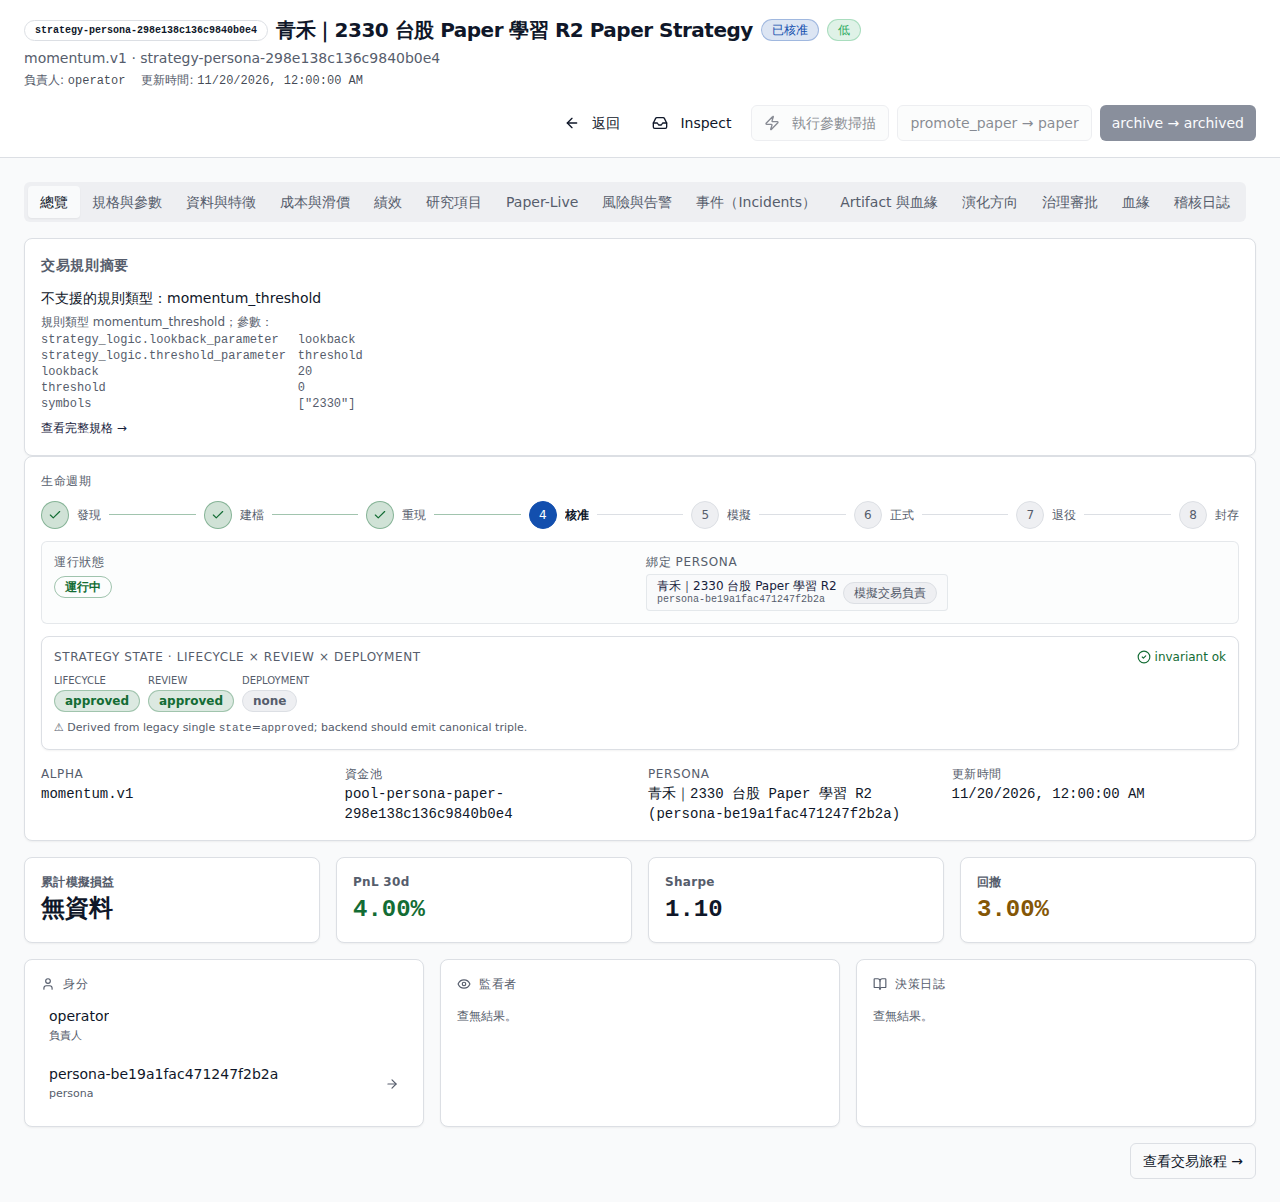 strategy-persona-298e138c136c9840b0e4 青禾｜2330 台股 Paper 學習 R2 Paper Strategy 已核准 低
momentum.v1 · strategy-persona-298e138c136c9840b0e4
負責人: operator 更新時間: 11/20/2026, 12:00:00 AM
返回 Inspect 執行參數掃描 promote_paper → paper archive → archived
總覽 規格與參數 資料與特徵 成本與滑價 績效 研究項目 Paper-Live 風險與告警 事件（Incidents） Artifact 與血緣 演化方向 治理審批 血緣 稽核日誌
交易規則摘要
不支援的規則類型：momentum_threshold
規則類型 momentum_threshold；參數：
strategy_logic.lookback_parameter lookback
strategy_logic.threshold_parameter threshold
lookback 20
threshold 0
symbols ["2330"]
查看完整規格 →
生命週期
發現 建檔 重現 4 核准 5 模擬 6 正式 7 退役 8 封存
運行狀態 綁定 PERSONA
運行中 青禾｜2330 台股 Paper 學習 R2 模擬交易負責
persona-be19a1fac471247f2b2a
STRATEGY STATE · LIFECYCLE × REVIEW × DEPLOYMENT invariant ok
LIFECYCLE REVIEW DEPLOYMENT
approved approved none
⚠ Derived from legacy single state=approved; backend should emit canonical triple.
ALPHA 資金池 PERSONA 更新時間
momentum.v1 pool-persona-paper- 青禾｜2330 台股 Paper 學習 R2 11/20/2026, 12:00:00 AM
298e138c136c9840b0e4 (persona-be19a1fac471247f2b2a)
累計模擬損益 PnL 30d Sharpe 回撤
無資料 4.00% 1.10 3.00%
身分 監看者 決策日誌
operator 查無結果。 查無結果。
負責人
persona-be19a1fac471247f2b2a
persona
查看交易旅程 →